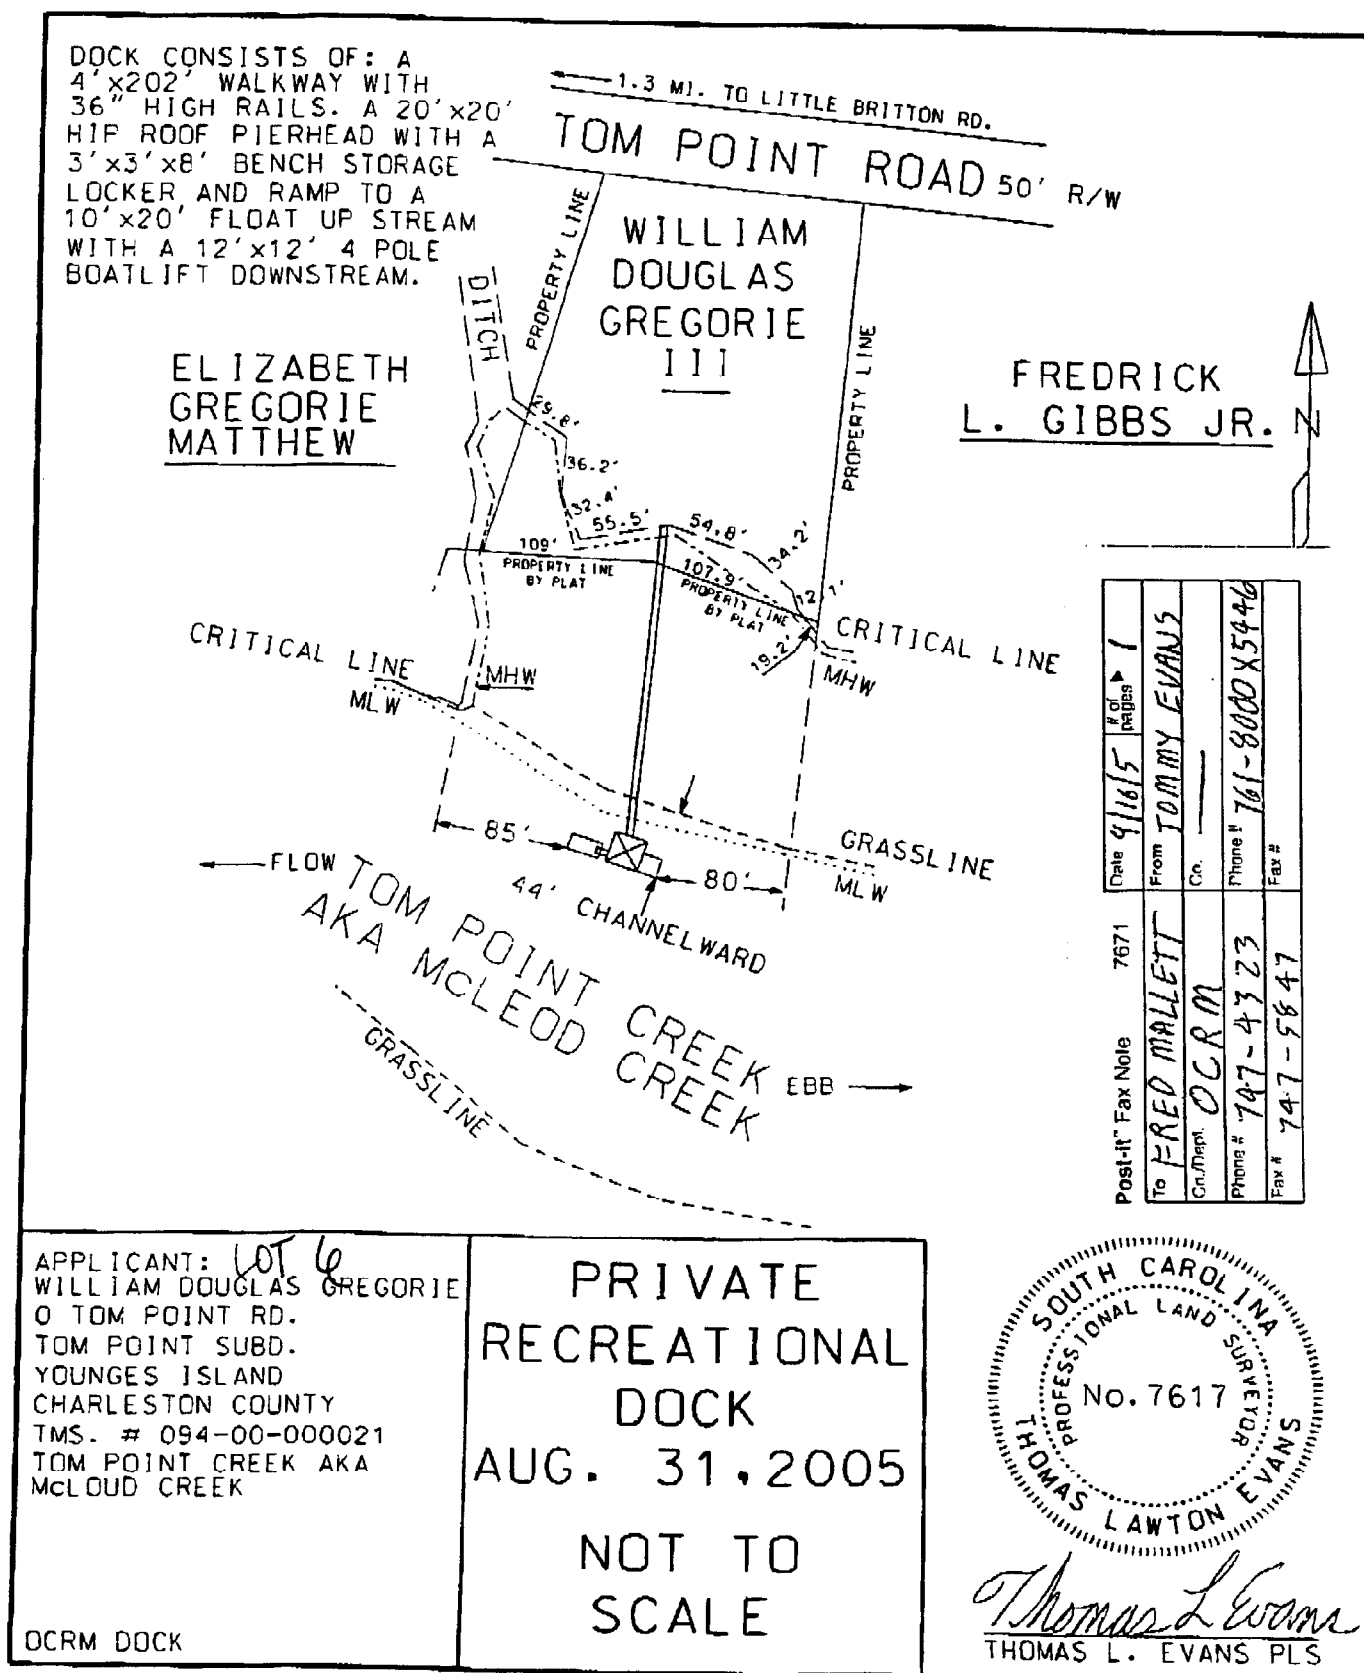 DOCK CONSISTS OF: A
4'x202' WALKWAY WITH
36" HIGH RAILS. A 20'x20'
HIP ROOF PIERHEAD WITH A
3'x3'x8' BENCH STORAGE
LOCKER AND RAMP TO A
10'x20' FLOAT UP STREAM
WITH A 12'x12' 4 POLE
BOATLIFT DOWNSTREAM.
1.3 MI. TO LITTLE BRITTON RD.
TOM POINT ROAD 50' R/W
PROPERTY LINE
WILLIAM
DOUGLAS
GREGORIE
III
PROPERTY LINE
DITCH
ELIZABETH
GREGORIE
MATTHEW
FREDRICK
L. GIBBS JR.
N
29.8'
36.2'
32.4'
55.5'
54.8'
34.2'
12.1'
19.2'
109'
PROPERTY LINE
BY PLAT
107.9'
PROPERTY LINE
BY PLAT
CRITICAL LINE
CRITICAL LINE
MHW
MHW
MLW
GRASSLINE
MLW
85'
80'
44' CHANNELWARD
FLOW
TOM POINT CREEK
AKA McLEOD CREEK
EBB
GRASSLINE
Post-it" Fax Note 7671
Date 9/16/5 # of pages ▶ 1
To FRED MALLETT
From TOMMY EVANS
Co./Dept. OCRM
Co.
Phone # 747-4323
Phone # 761-8000 X5446
Fax # 747-5847
Fax #
APPLICANT: LOT 6
WILLIAM DOUGLAS GREGORIE
0 TOM POINT RD.
TOM POINT SUBD.
YOUNGES ISLAND
CHARLESTON COUNTY
TMS. # 094-00-000021
TOM POINT CREEK AKA
McLOUD CREEK
OCRM DOCK
PRIVATE
RECREATIONAL
DOCK
AUG. 31,2005
NOT TO
SCALE
SOUTH CAROLINA
PROFESSIONAL LAND SURVEYOR
No. 7617
THOMAS LAWTON EVANS
Thomas L Evans
THOMAS L. EVANS PLS